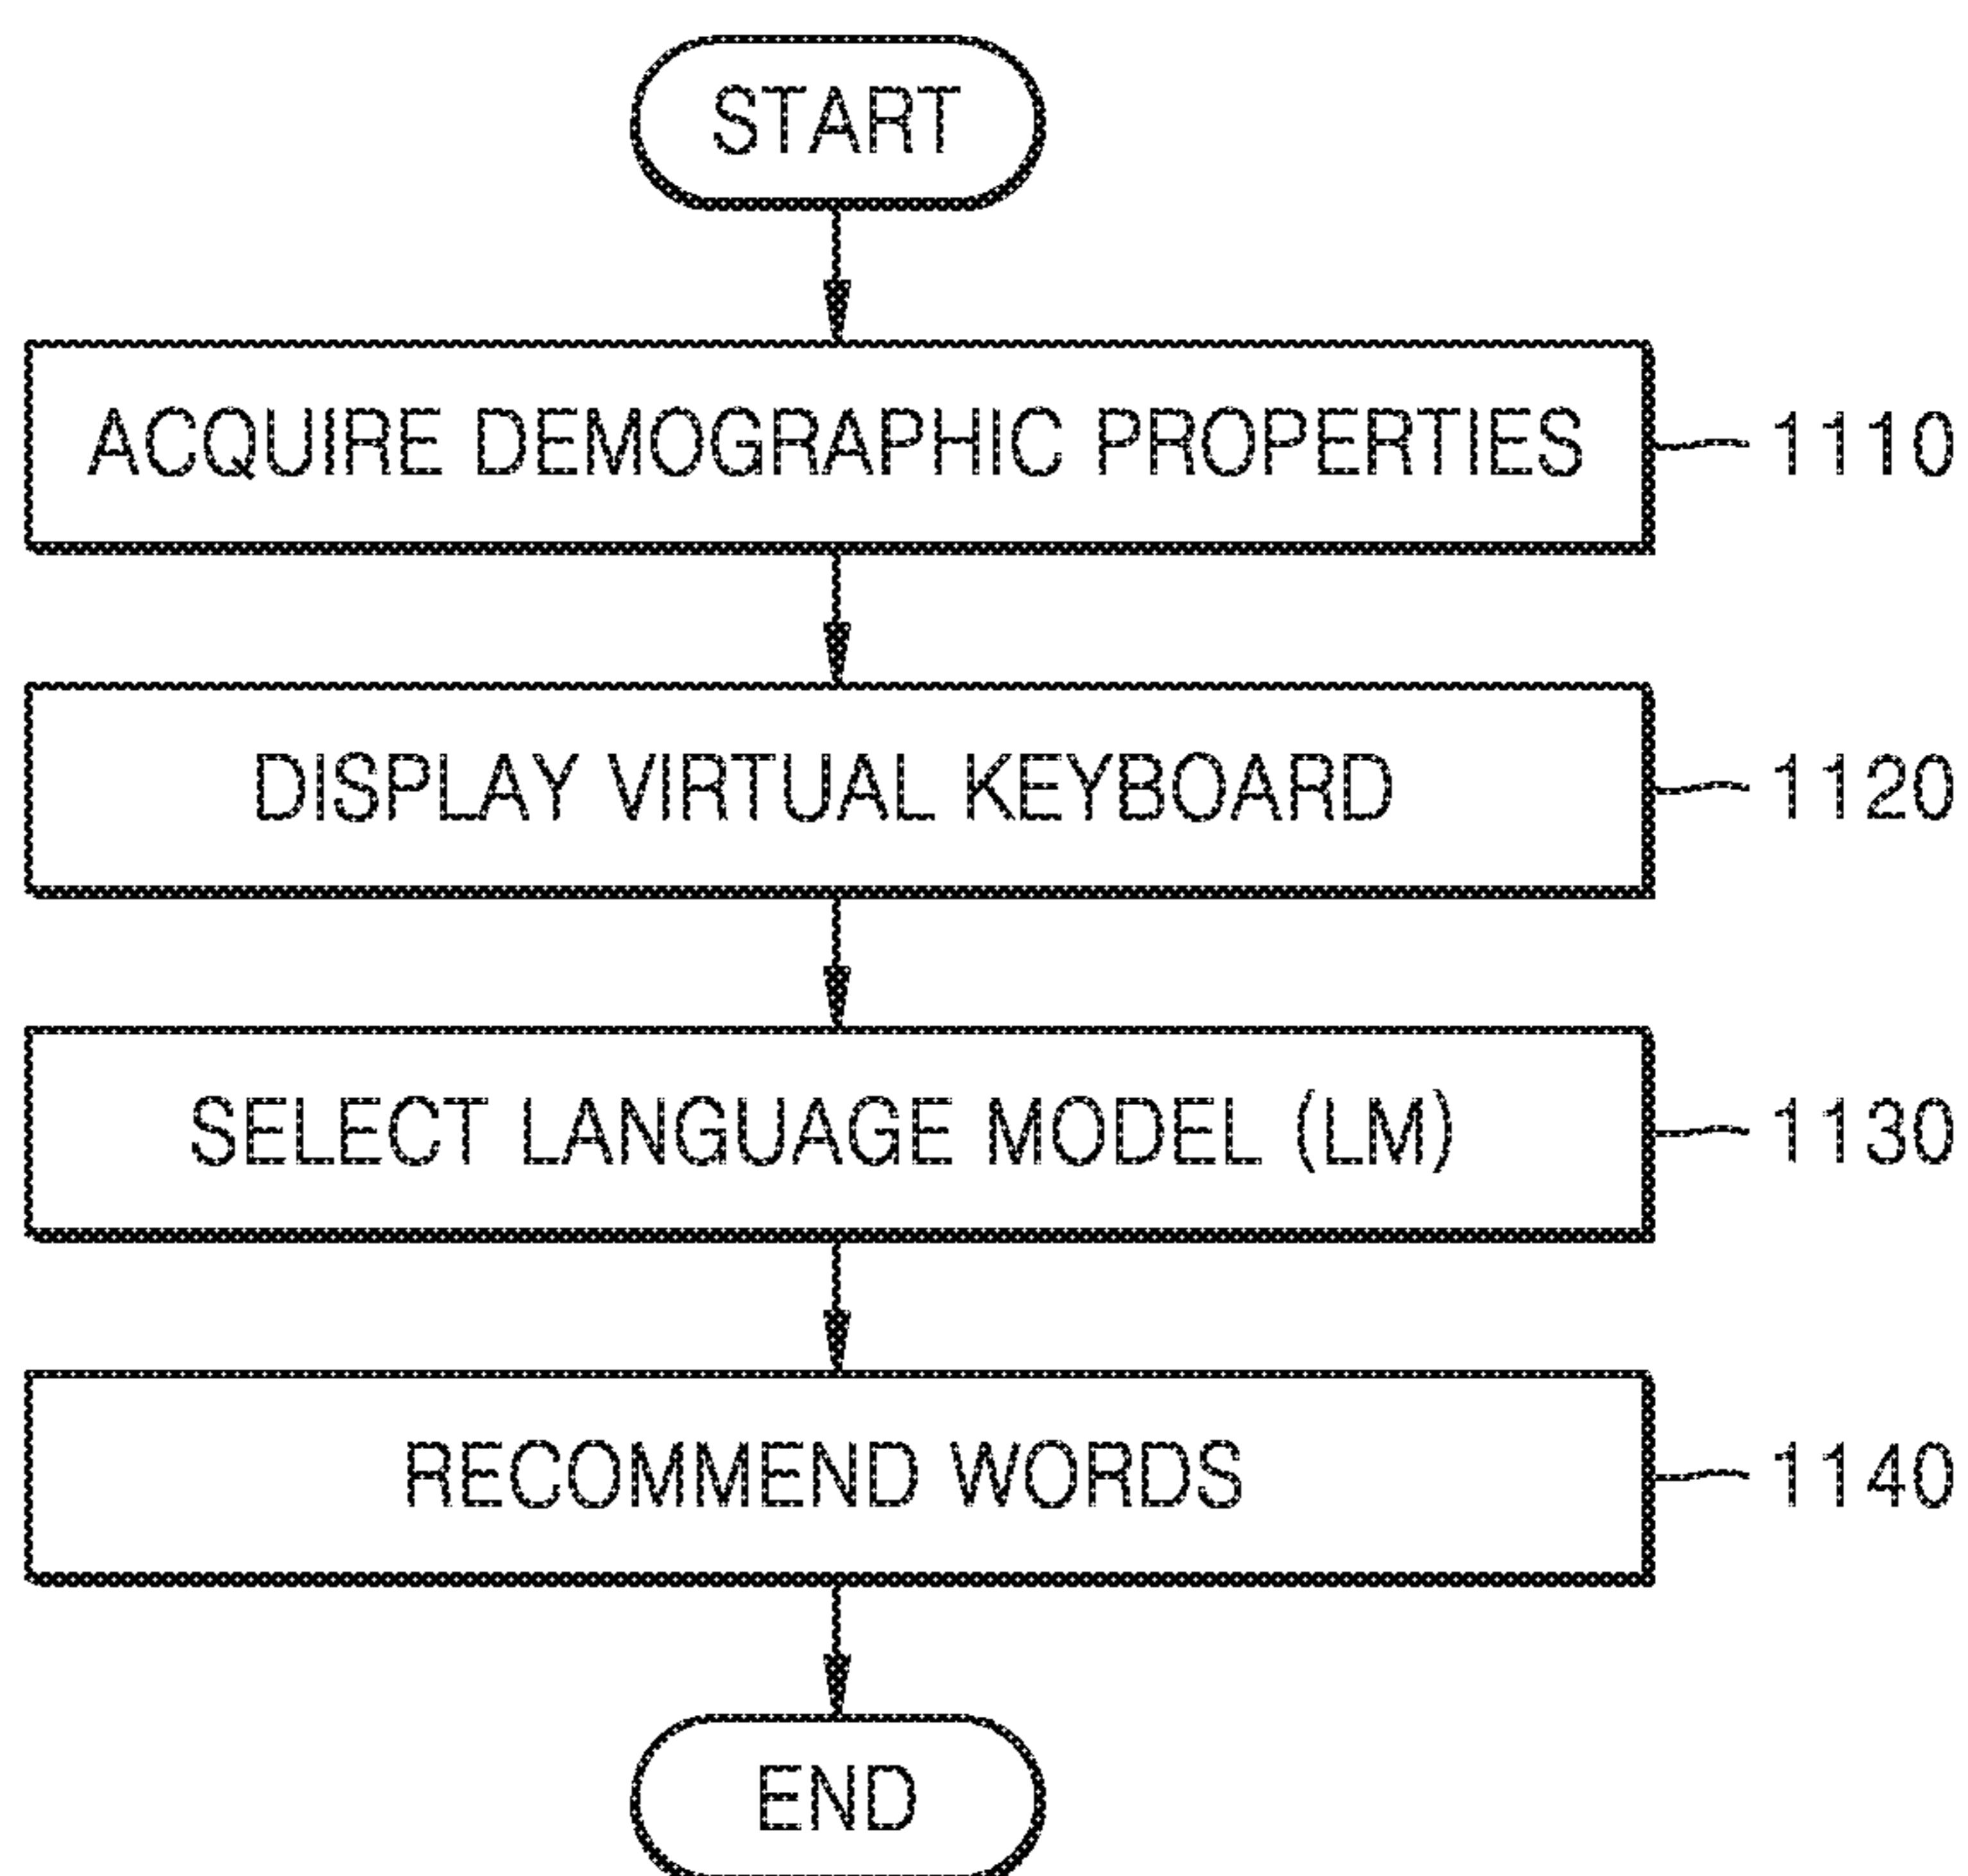 START
ACQUIRE DEMOGRAPHIC PROPERTIES 1110
DISPLAY VIRTUAL KEYBOARD 1120
SELECT LANGUAGE MODEL (LM) 1130
RECOMMEND WORDS 1140
END